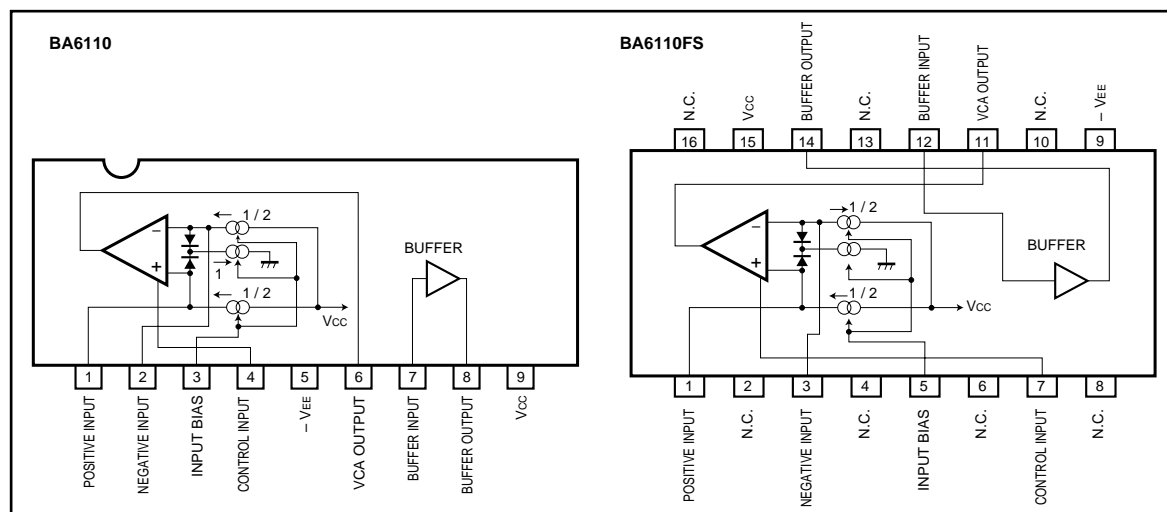 BA6110
BUFFER
− +
1 / 2
1
1 / 2
Vcc
1 2 3 4 5 6 7 8 9
POSITIVE INPUT
NEGATIVE INPUT
INPUT BIAS
CONTROL INPUT
– VEE
VCA OUTPUT
BUFFER INPUT
BUFFER OUTPUT
VCC
BA6110FS
N.C.
VCC
BUFFER OUTPUT
N.C.
BUFFER INPUT
VCA OUTPUT
N.C.
– VEE
16 15 14 13 12 11 10 9
− +
1 / 2
1 / 2
BUFFER
Vcc
1 2 3 4 5 6 7 8
POSITIVE INPUT
N.C.
NEGATIVE INPUT
N.C.
INPUT BIAS
N.C.
CONTROL INPUT
N.C.